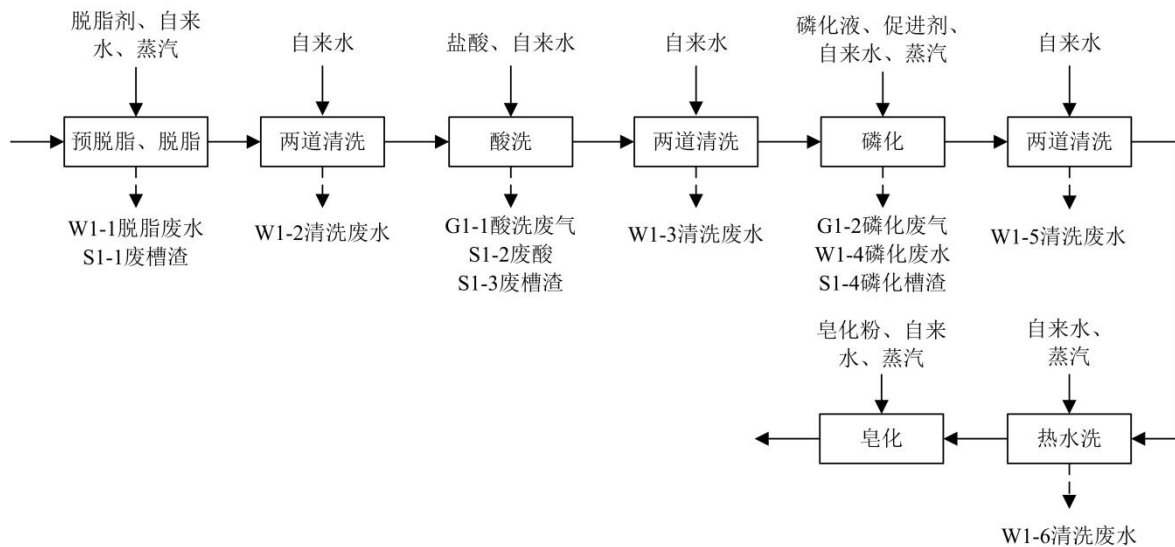 脱脂剂、自来
水、蒸汽
自来水
盐酸、自来水
自来水
磷化液、促进剂、
自来水、蒸汽
自来水
预脱脂、脱脂
两道清洗
酸洗
两道清洗
磷化
两道清洗
W1-1脱脂废水
S1-1废槽渣
W1-2清洗废水
G1-1酸洗废气
S1-2废酸
S1-3废槽渣
W1-3清洗废水
G1-2磷化废气
W1-4磷化废水
S1-4磷化槽渣
W1-5清洗废水
皂化粉、自来
水、蒸汽
自来水、
蒸汽
皂化
热水洗
W1-6清洗废水